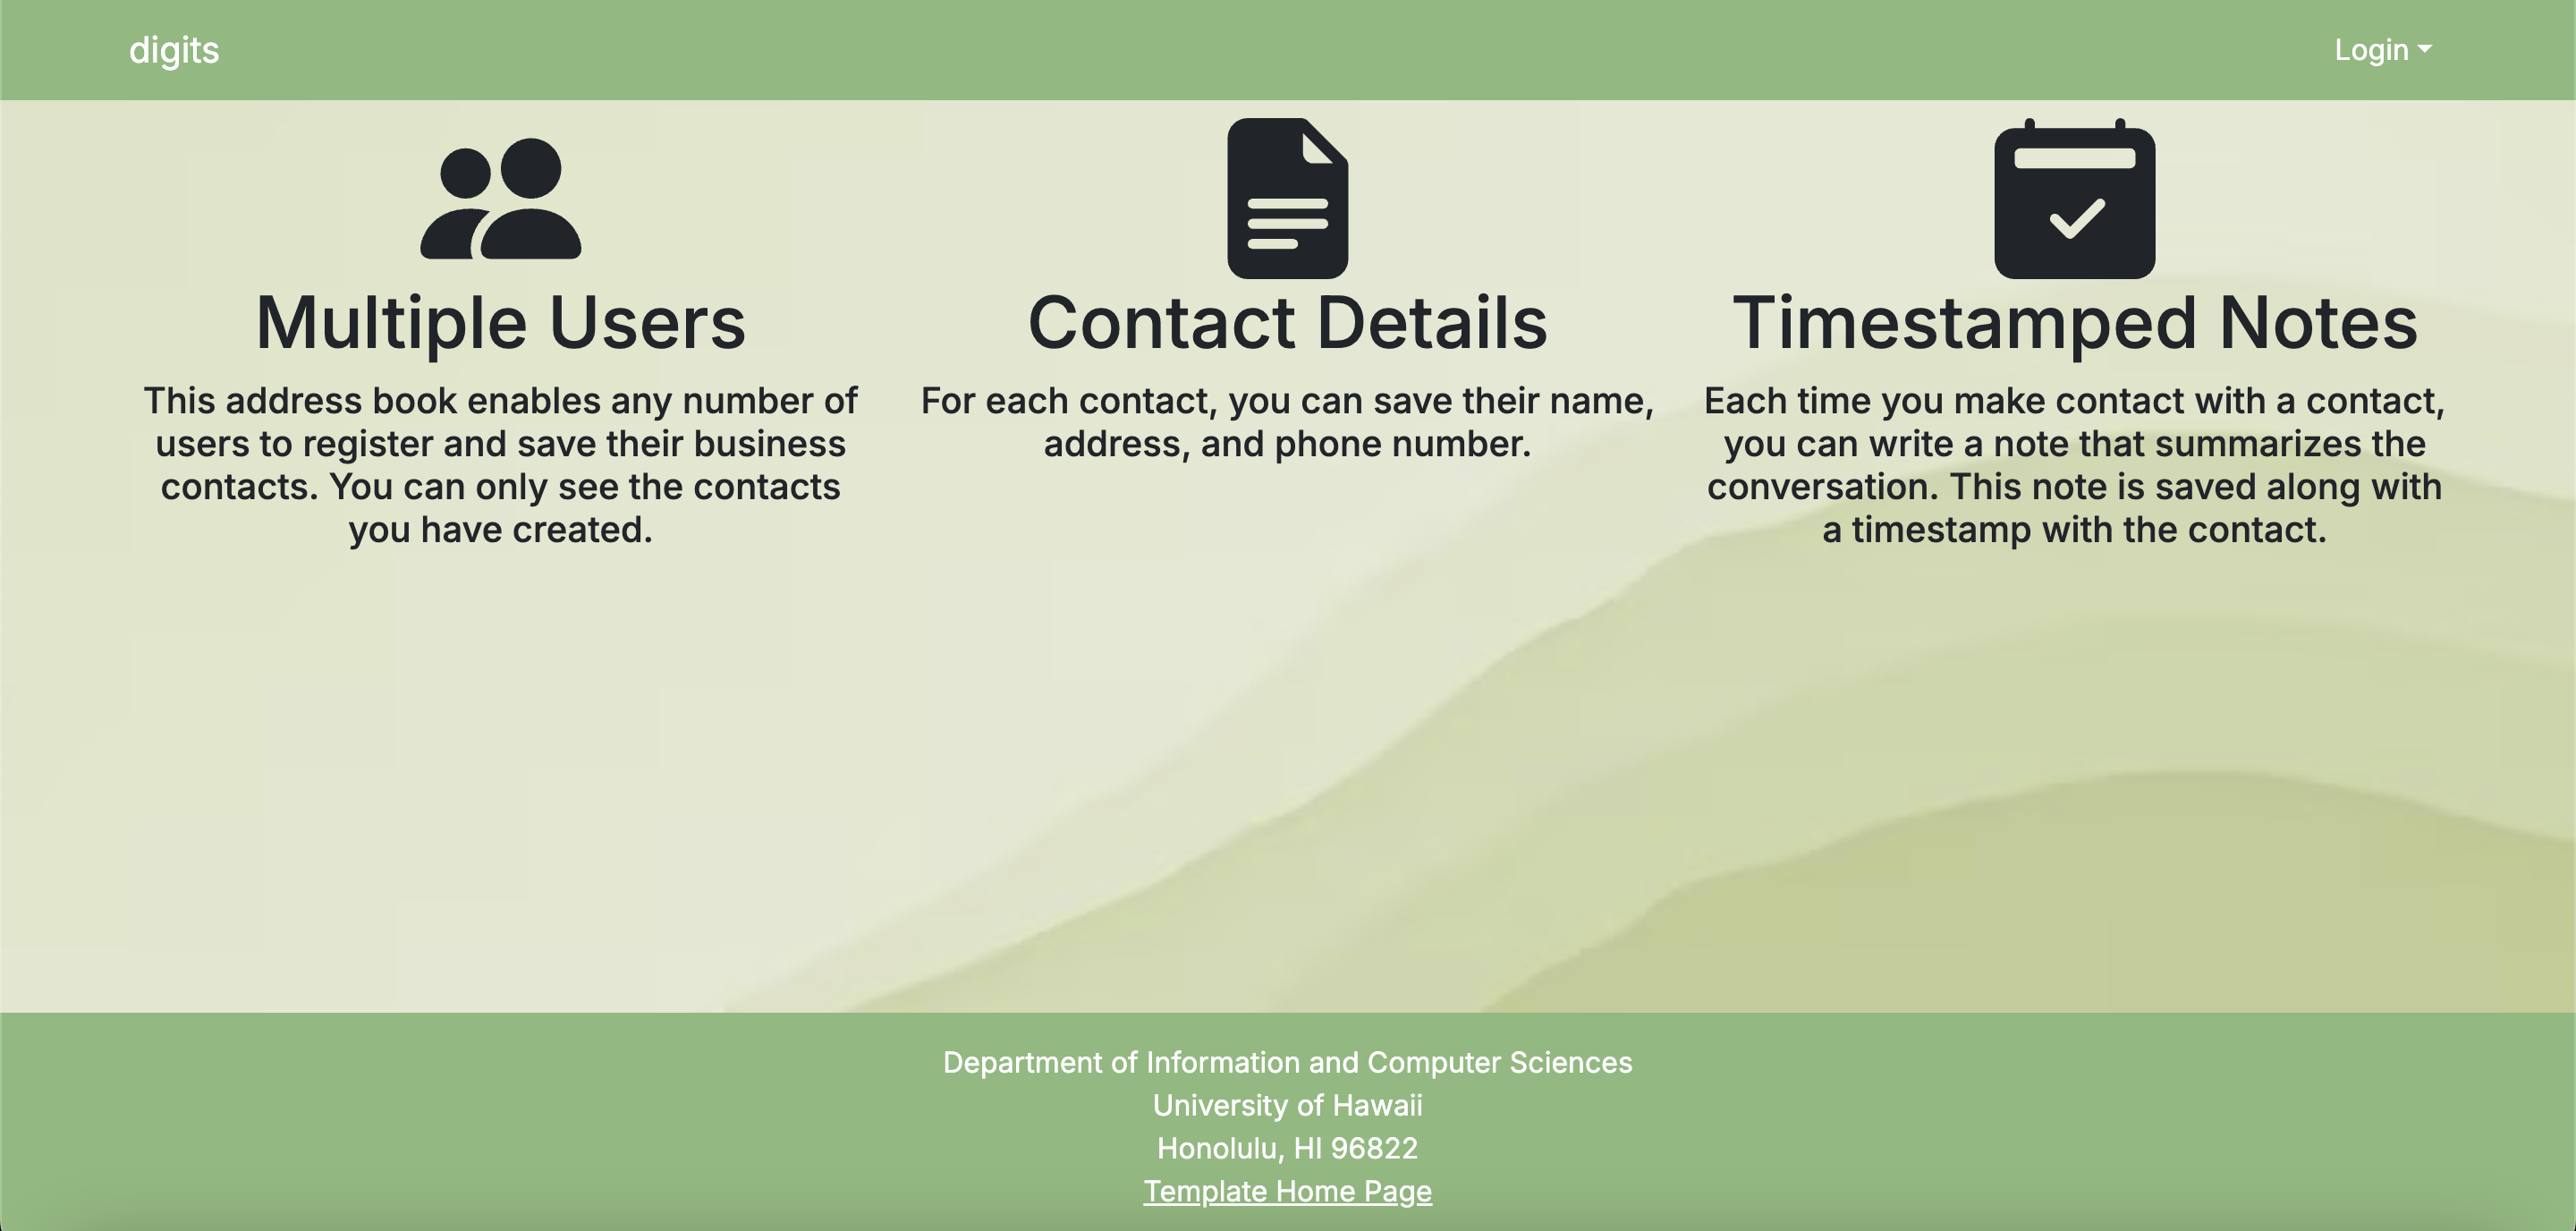 digits
Login
Multiple Users
This address book enables any number of
users to register and save their business
contacts. You can only see the contacts
you have created.
Contact Details
For each contact, you can save their name,
address, and phone number.
Timestamped Notes
Each time you make contact with a contact,
you can write a note that summarizes the
conversation. This note is saved along with
a timestamp with the contact.
Department of Information and Computer Sciences
University of Hawaii
Honolulu, HI 96822
Template Home Page